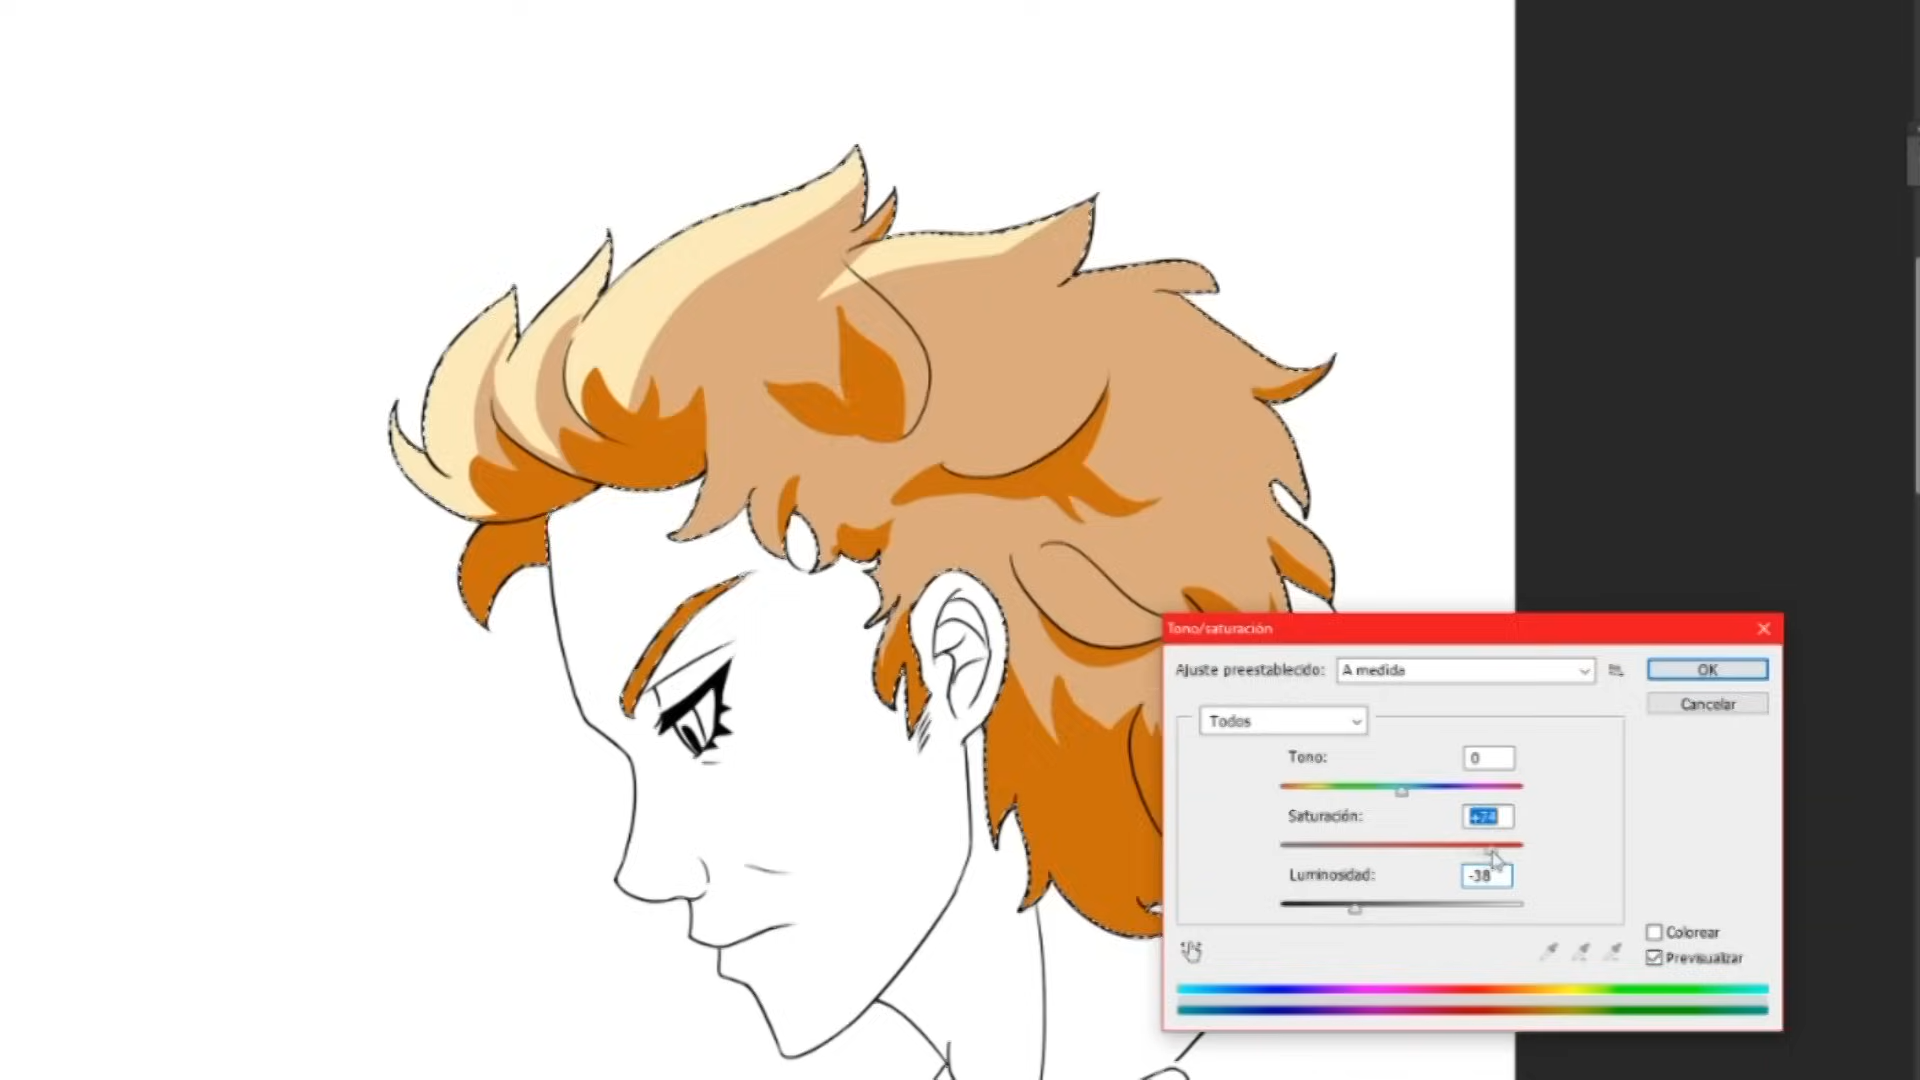 Tono/saturación
Ajuste preestablecido: A medida
OK
Cancelar
Todos
Tono: 0
Saturación: +74
Luminosidad: -38
Colorear
Previsualizar